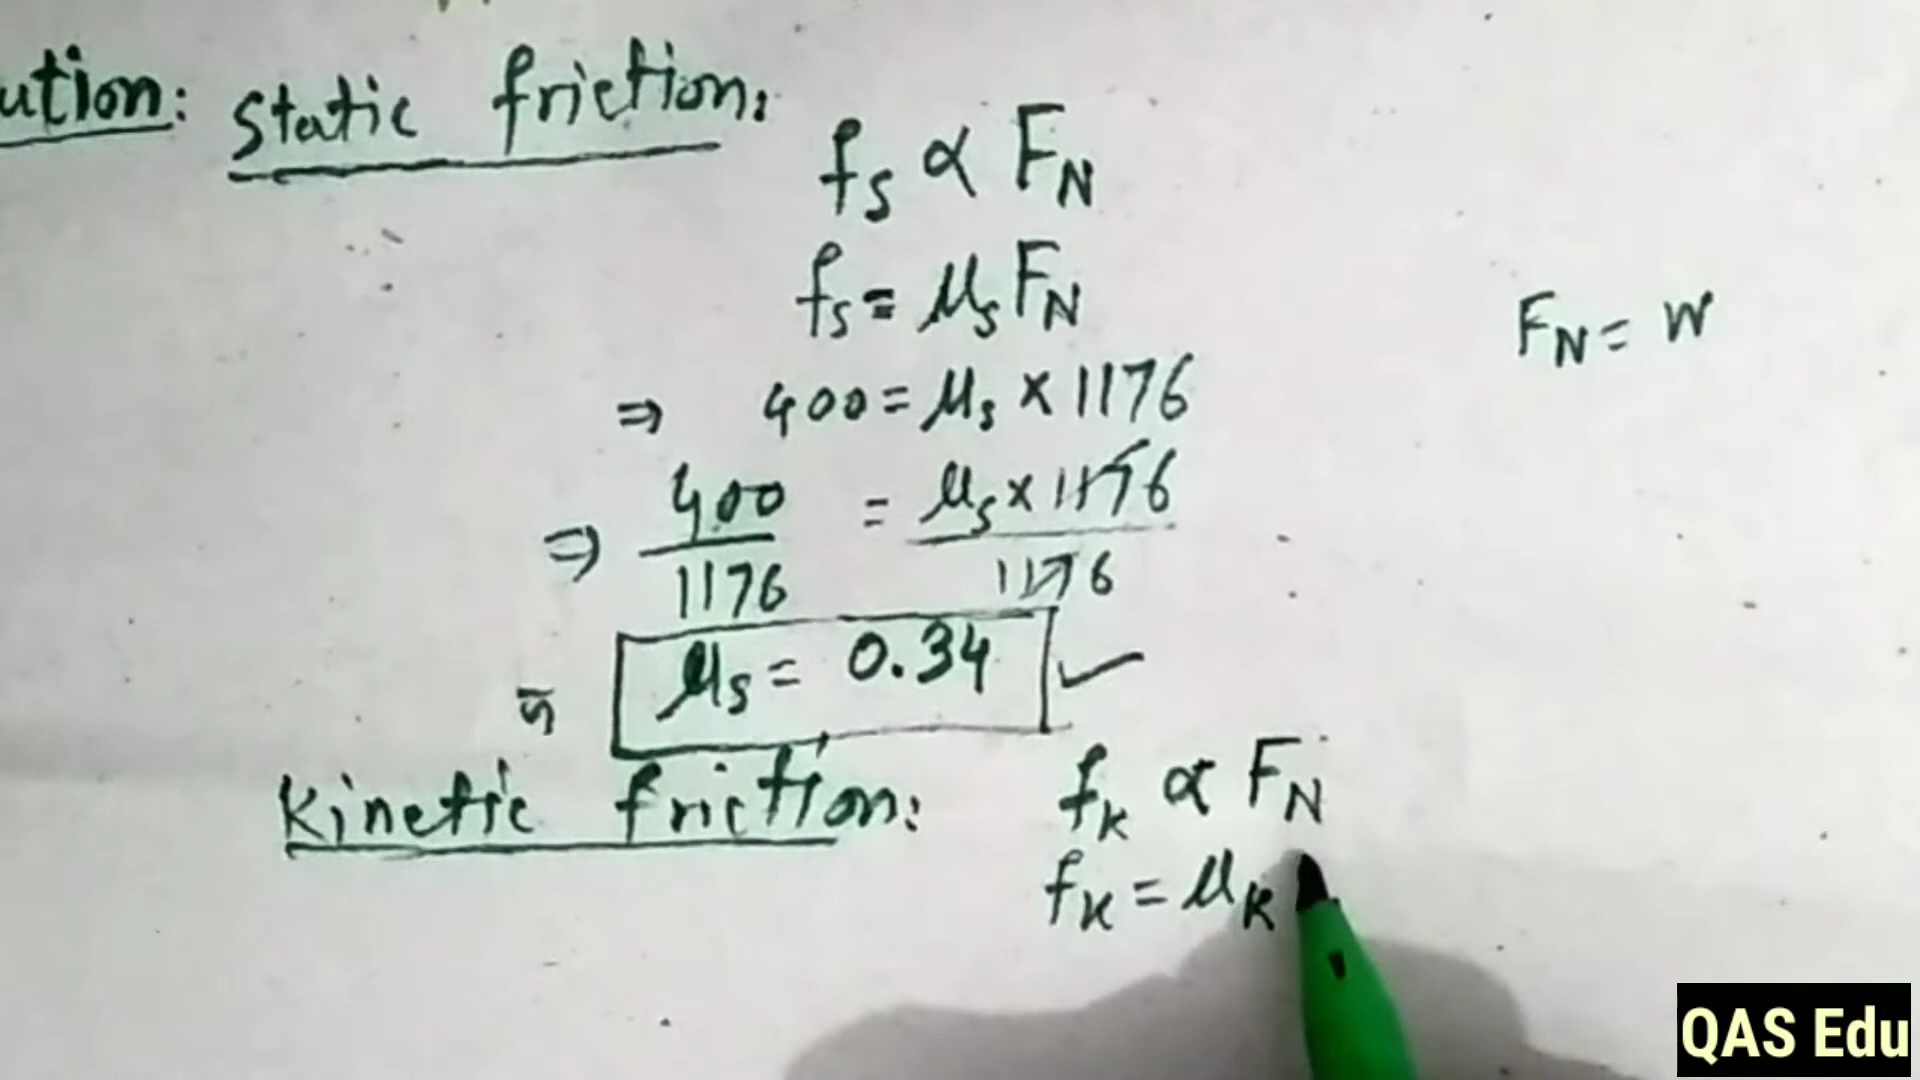 ution: Static friction:
fs ∝ FN
fs = μs FN
FN = W
⇒ 400 = μs × 1176
⇒ 400/1176 = μs × 1176/1176
μs = 0.34 ✓
Kinetic friction: fk ∝ FN
fk = μk
QAS Edu